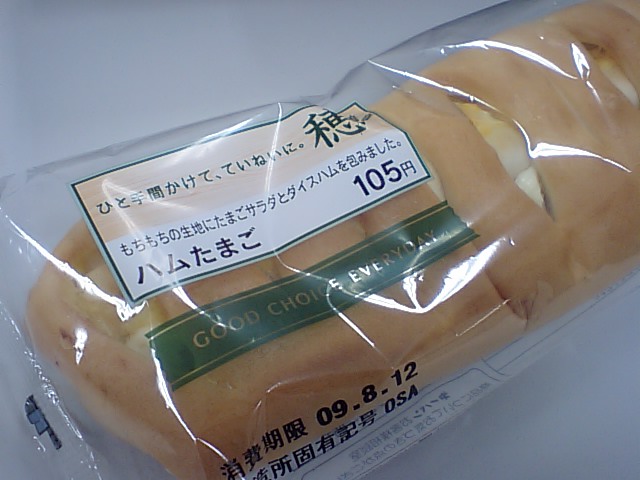 ひと手間かけて、ていねいに。 穂
もちもちの生地にたまごサラダとダイスハムを包みました。
ハムたまご 105円
GOOD CHOICE EVERYDAY
消費期限 09.8.12
製造所固有記号 OSA